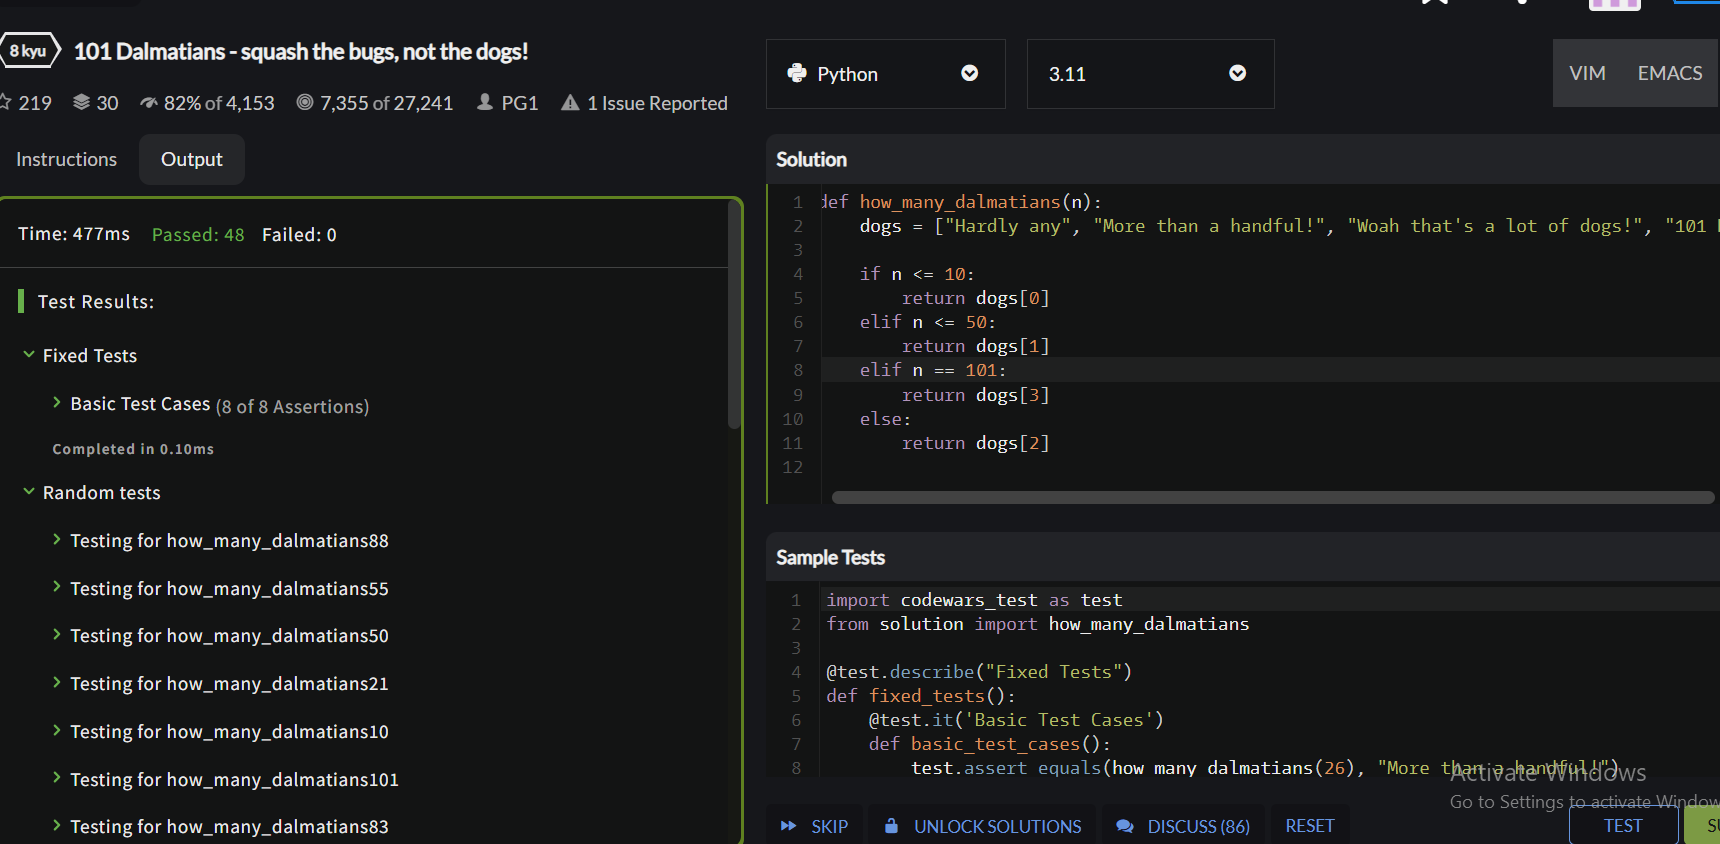 8 kyu 101 Dalmatians - squash the bugs, not the dogs!
219 30 82% of 4,153 7,355 of 27,241 PG1 1 Issue Reported
Instructions Output
Time: 477ms Passed: 48 Failed: 0
Test Results:
Fixed Tests
Basic Test Cases (8 of 8 Assertions)
Completed in 0.10ms
Random tests
Testing for how_many_dalmatians88
Testing for how_many_dalmatians55
Testing for how_many_dalmatians50
Testing for how_many_dalmatians21
Testing for how_many_dalmatians10
Testing for how_many_dalmatians101
Testing for how_many_dalmatians83
Python 3.11 VIM EMACS
Solution
1 def how_many_dalmatians(n):
2 dogs = ["Hardly any", "More than a handful!", "Woah that's a lot of dogs!", "101
3
4 if n <= 10:
5 return dogs[0]
6 elif n <= 50:
7 return dogs[1]
8 elif n == 101:
9 return dogs[3]
10 else:
11 return dogs[2]
12
Sample Tests
1 import codewars_test as test
2 from solution import how_many_dalmatians
3
4 @test.describe("Fixed Tests")
5 def fixed_tests():
6 @test.it('Basic Test Cases')
7 def basic_test_cases():
8 test.assert_equals(how_many_dalmatians(26), "More than a handful!")
Activate Windows
Go to Settings to activate Window
SKIP UNLOCK SOLUTIONS DISCUSS (86) RESET TEST